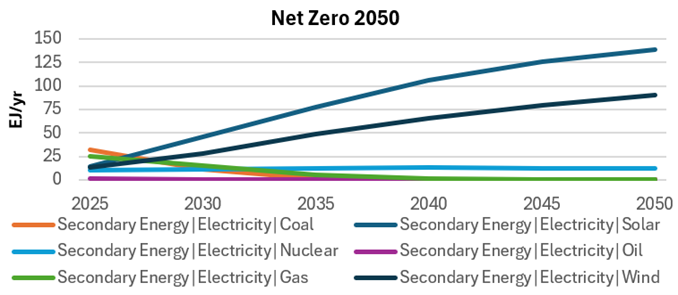 Net Zero 2050
EJ/yr
150
125
100
75
50
25
0
2025 2030 2035 2040 2045 2050
Secondary Energy|Electricity|Coal Secondary Energy|Electricity|Solar
Secondary Energy|Electricity|Nuclear Secondary Energy|Electricity|Oil
Secondary Energy|Electricity|Gas Secondary Energy|Electricity|Wind